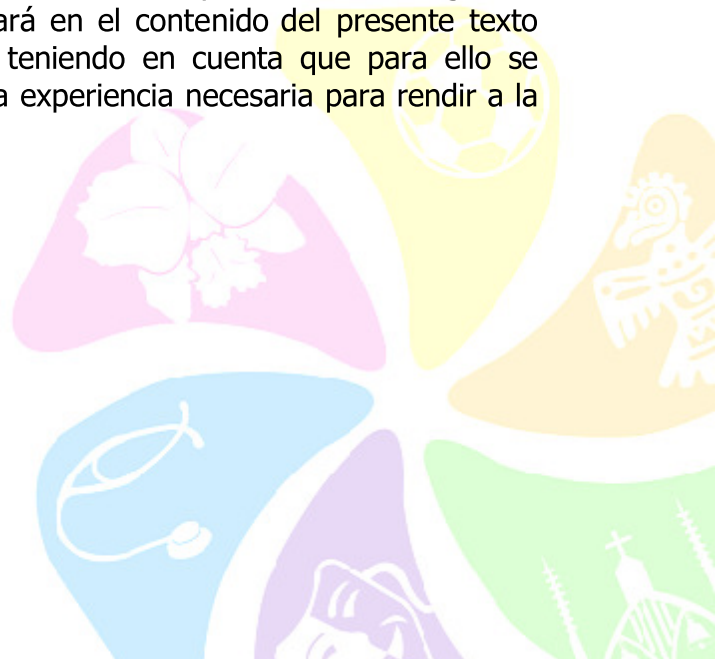 ará en el contenido del presente texto
teniendo en cuenta que para ello se
a experiencia necesaria para rendir a la